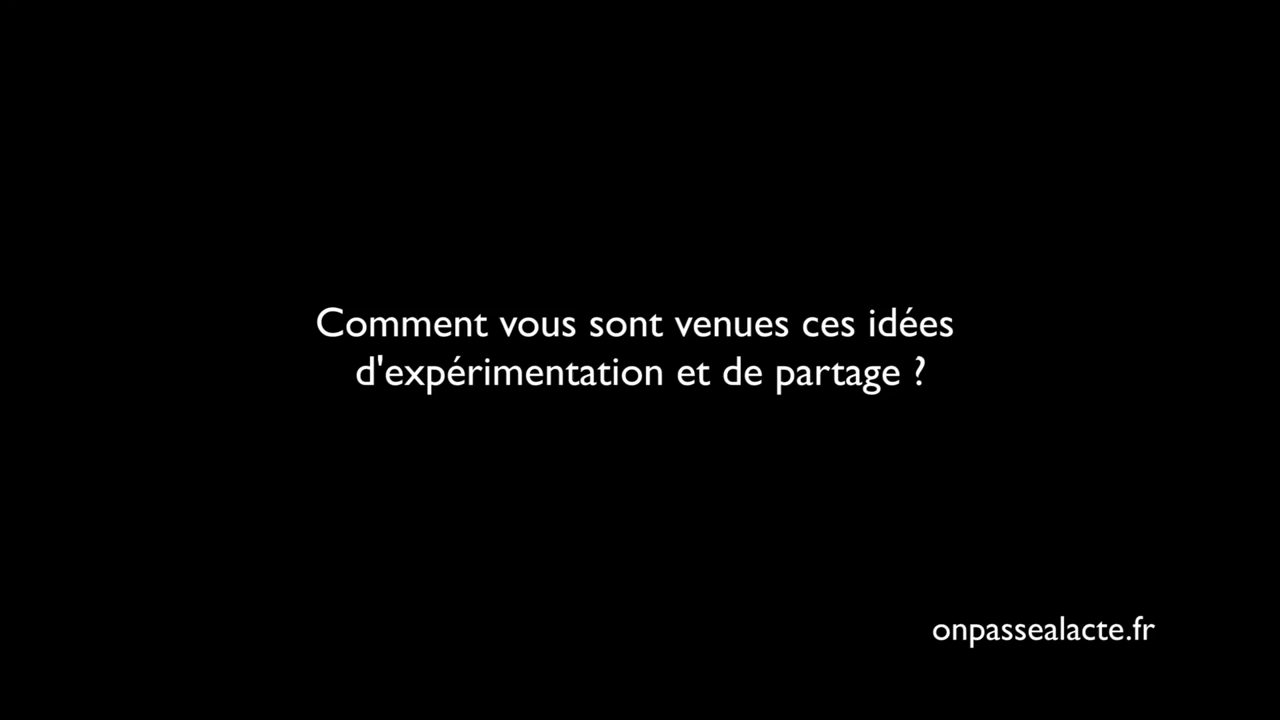 Comment vous sont venues ces idées
d'expérimentation et de partage ?
onpassealacte.fr